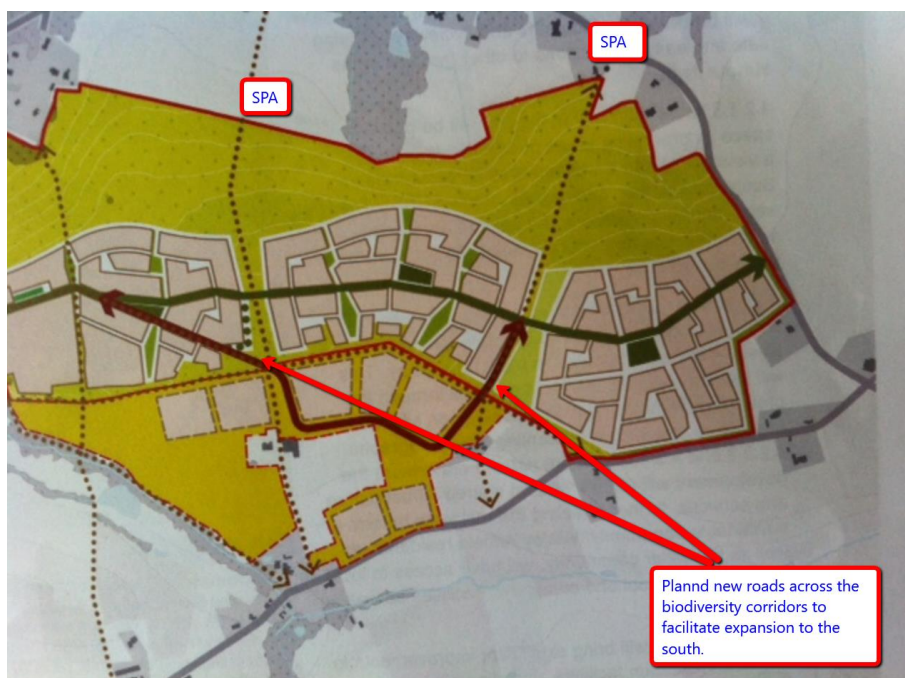 SPA
SPA
Plannd new roads across the
biodiversity corridors to
facilitate expansion to the
south.